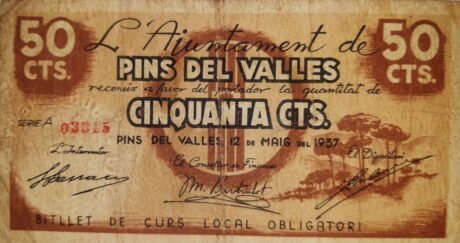 50 CTS.
L'Ajuntament de
50 CTS.
PINS DEL VALLES
reconeix a favor del portador la quantitat de
CINQUANTA CTS.
SERIE A 03315
PINS DEL VALLES, 12 DE MAIG DEL 1937
L'Interventor
El Conseller de Finances
El Dipositari
BITLLET DE CURS LOCAL OBLIGATORI